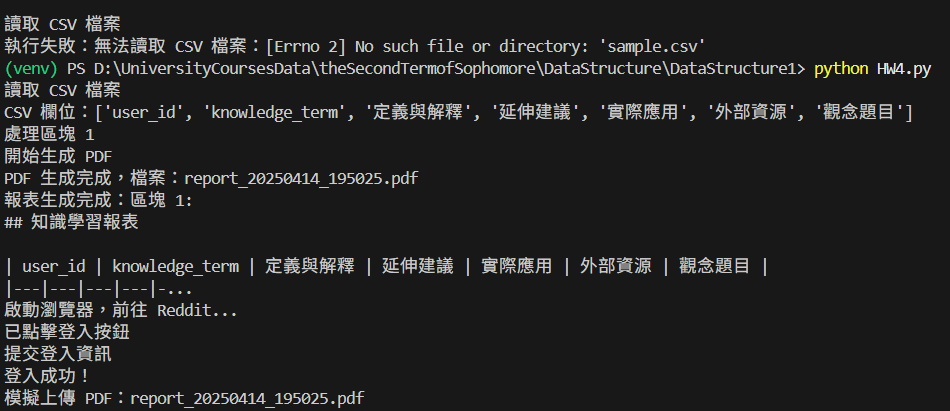 讀取 CSV 檔案
執行失敗：無法讀取 CSV 檔案：[Errno 2] No such file or directory: 'sample.csv'
(venv) PS D:\UniversityCoursesData\theSecondTermofSophomore\DataStructure\DataStructure1> python HW4.py
讀取 CSV 檔案
CSV 欄位：['user_id', 'knowledge_term', '定義與解釋', '延伸建議', '實際應用', '外部資源', '觀念題目']
處理區塊 1
開始生成 PDF
PDF 生成完成，檔案：report_20250414_195025.pdf
報表生成完成：區塊 1:
## 知識學習報表
| user_id | knowledge_term | 定義與解釋 | 延伸建議 | 實際應用 | 外部資源 | 觀念題目 |
|---|---|---|---|-...
啟動瀏覽器，前往 Reddit...
已點擊登入按鈕
提交登入資訊
登入成功！
模擬上傳 PDF：report_20250414_195025.pdf